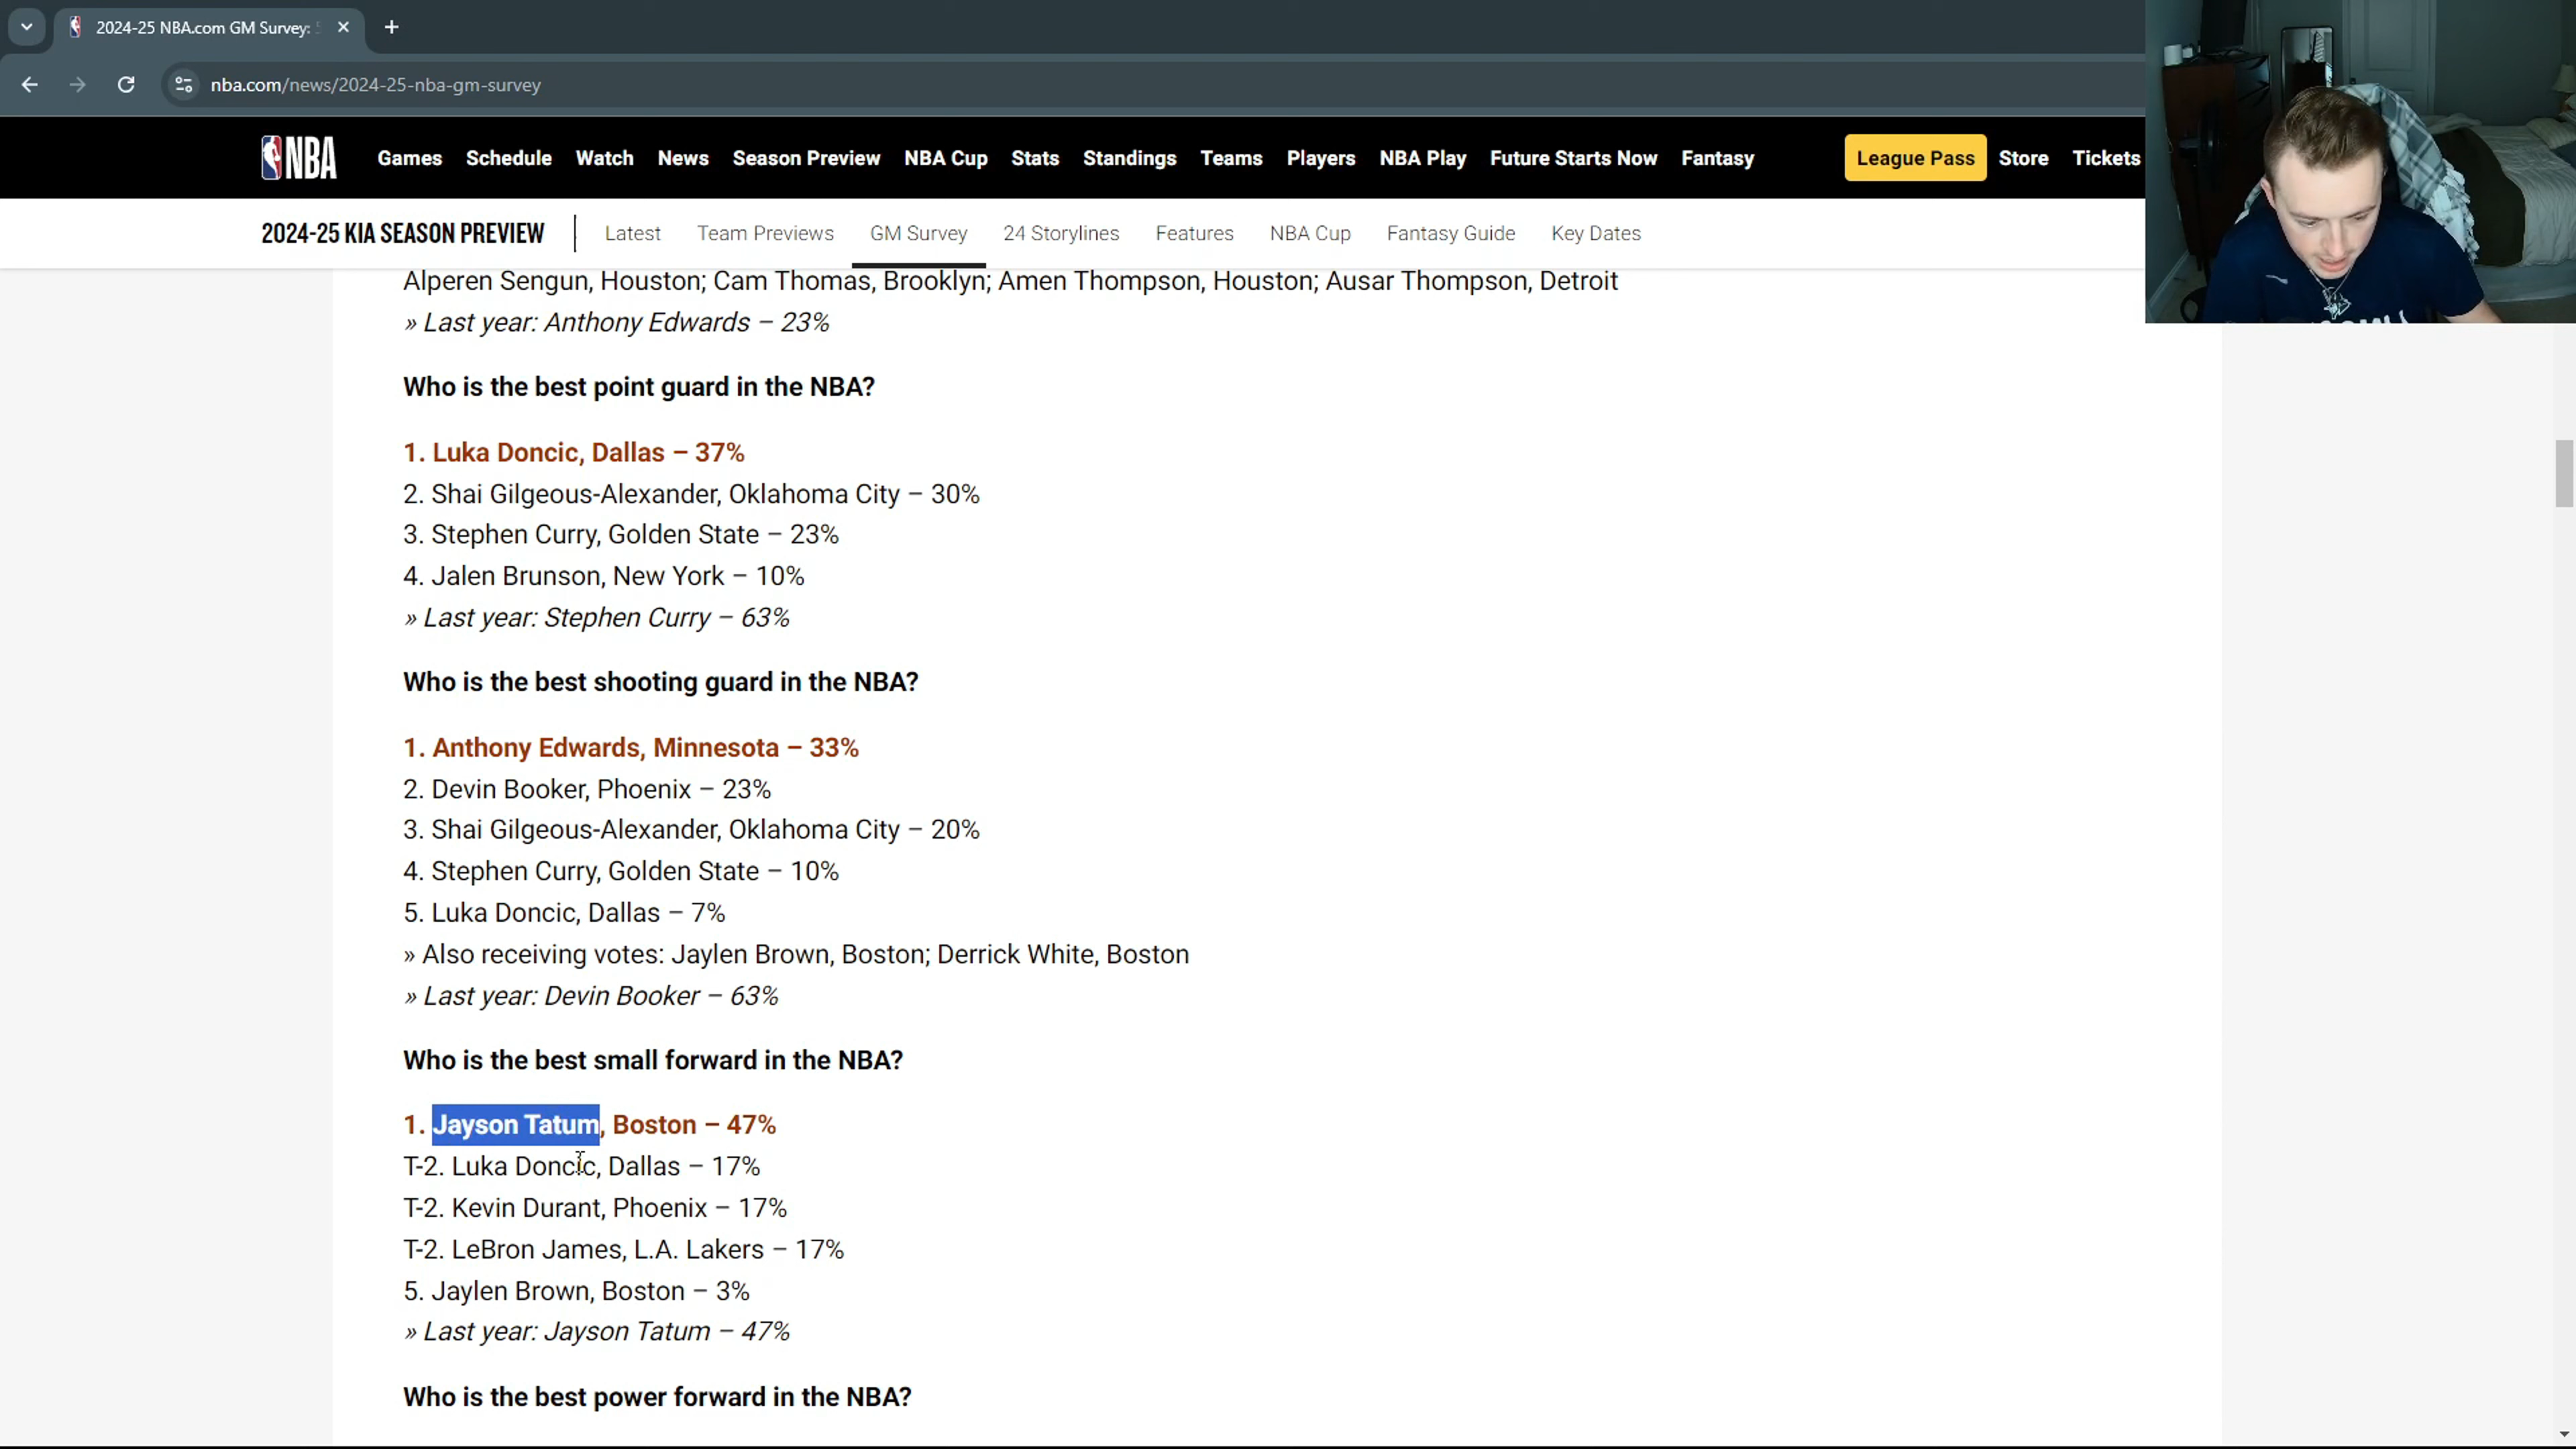 2024-25 NBA.com GM Survey:
nba.com/news/2024-25-nba-gm-survey
NBA Games Schedule Watch News Season Preview NBA Cup Stats Standings Teams Players NBA Play Future Starts Now Fantasy League Pass Store Tickets
2024-25 KIA SEASON PREVIEW Latest Team Previews GM Survey 24 Storylines Features NBA Cup Fantasy Guide Key Dates
Alperen Sengun, Houston; Cam Thomas, Brooklyn; Amen Thompson, Houston; Ausar Thompson, Detroit
» Last year: Anthony Edwards – 23%
Who is the best point guard in the NBA?
1. Luka Doncic, Dallas – 37%
2. Shai Gilgeous-Alexander, Oklahoma City – 30%
3. Stephen Curry, Golden State – 23%
4. Jalen Brunson, New York – 10%
» Last year: Stephen Curry – 63%
Who is the best shooting guard in the NBA?
1. Anthony Edwards, Minnesota – 33%
2. Devin Booker, Phoenix – 23%
3. Shai Gilgeous-Alexander, Oklahoma City – 20%
4. Stephen Curry, Golden State – 10%
5. Luka Doncic, Dallas – 7%
» Also receiving votes: Jaylen Brown, Boston; Derrick White, Boston
» Last year: Devin Booker – 63%
Who is the best small forward in the NBA?
1. Jayson Tatum, Boston – 47%
T-2. Luka Doncic, Dallas – 17%
T-2. Kevin Durant, Phoenix – 17%
T-2. LeBron James, L.A. Lakers – 17%
5. Jaylen Brown, Boston – 3%
» Last year: Jayson Tatum – 47%
Who is the best power forward in the NBA?